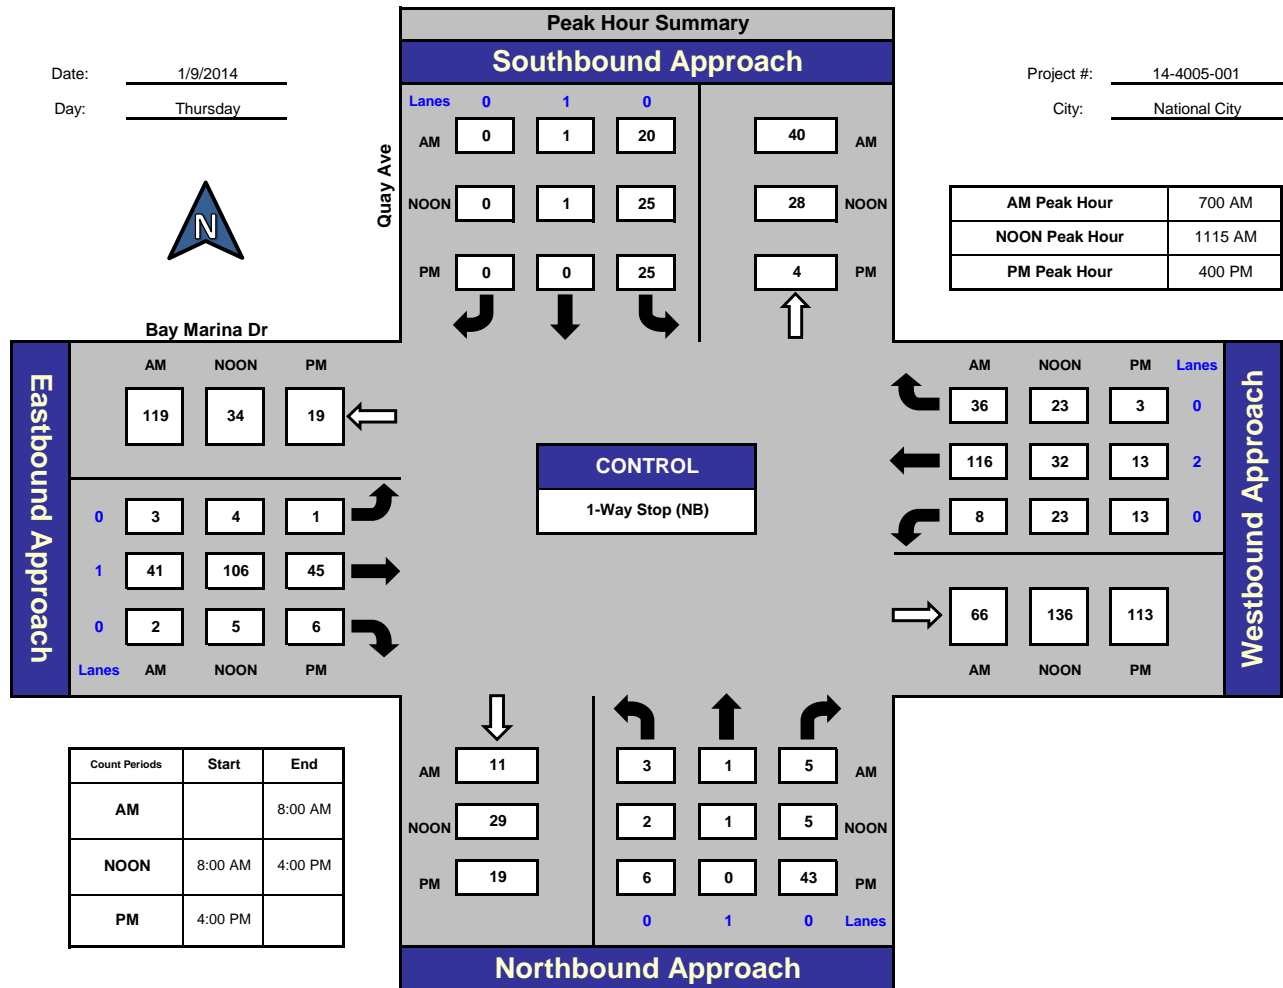 Peak Hour Summary
Southbound Approach
Date: 1/9/2014
Day: Thursday
Project #: 14-4005-001
City: National City
Quay Ave
Lanes 0 1 0
AM 0 1 20 40 AM
NOON 0 1 25 28 NOON
PM 0 0 25 4 PM
N
AM Peak Hour 700 AM
NOON Peak Hour 1115 AM
PM Peak Hour 400 PM
Bay Marina Dr
Eastbound Approach
AM NOON PM
119 34 19
0 3 4 1
1 41 106 45
0 2 5 6
Lanes AM NOON PM
CONTROL
1-Way Stop (NB)
AM NOON PM Lanes
36 23 3 0
116 32 13 2
8 23 13 0
66 136 113
AM NOON PM
Westbound Approach
Count Periods Start End
AM 8:00 AM
NOON 8:00 AM 4:00 PM
PM 4:00 PM
AM 11 3 1 5 AM
NOON 29 2 1 5 NOON
PM 19 6 0 43 PM
0 1 0 Lanes
Northbound Approach